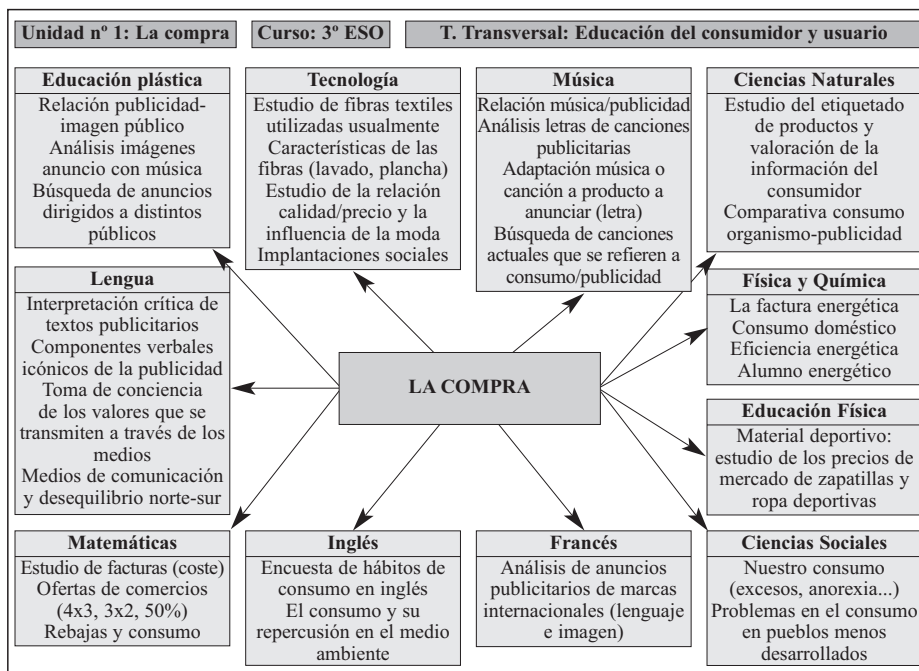 Unidad nº 1: La compra
Curso: 3º ESO
T. Transversal: Educación del consumidor y usuario
Educación plástica
Relación publicidad-
imagen público
Análisis imágenes
anuncio con música
Búsqueda de anuncios
dirigidos a distintos
públicos
Tecnología
Estudio de fibras textiles
utilizadas usualmente
Características de las
fibras (lavado, plancha)
Estudio de la relación
calidad/precio y la
influencia de la moda
Implantaciones sociales
Música
Relación música/publicidad
Análisis letras de canciones
publicitarias
Adaptación música o
canción a producto a
anunciar (letra)
Búsqueda de canciones
actuales que se refieren a
consumo/publicidad
Ciencias Naturales
Estudio del etiquetado
de productos y
valoración de la
información del
consumidor
Comparativa consumo
organismo-publicidad
Lengua
Interpretación crítica de
textos publicitarios
Componentes verbales
icónicos de la publicidad
Toma de conciencia
de los valores que se
transmiten a través de los
medios
Medios de comunicación
y desequilibrio norte-sur
LA COMPRA
Física y Química
La factura energética
Consumo doméstico
Eficiencia energética
Alumno energético
Educación Física
Material deportivo:
estudio de los precios de
mercado de zapatillas y
ropa deportivas
Matemáticas
Estudio de facturas (coste)
Ofertas de comercios
(4x3, 3x2, 50%)
Rebajas y consumo
Inglés
Encuesta de hábitos de
consumo en inglés
El consumo y su
repercusión en el medio
ambiente
Francés
Análisis de anuncios
publicitarios de marcas
internacionales (lenguaje
e imagen)
Ciencias Sociales
Nuestro consumo
(excesos, anorexia...)
Problemas en el consumo
en pueblos menos
desarrollados